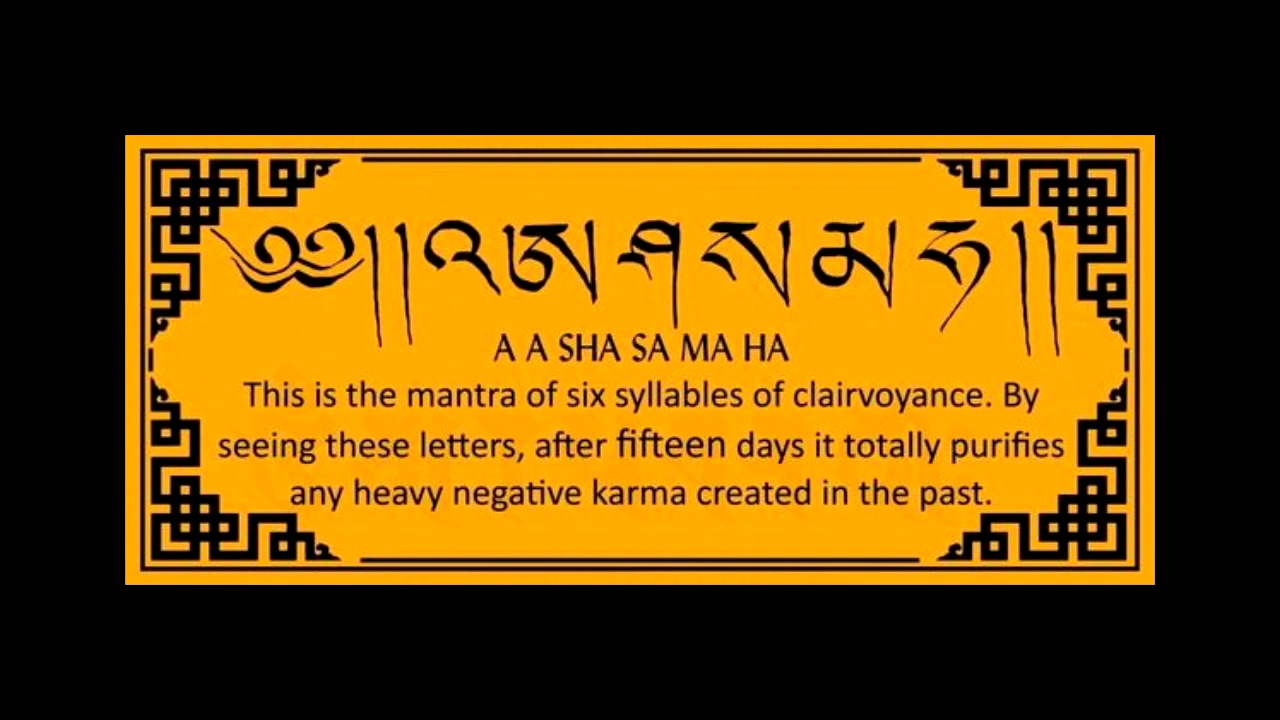 ༄།།འ ཨ ཤ ས མ ཧ།།
A A SHA SA MA HA
This is the mantra of six syllables of clairvoyance. By
seeing these letters, after fifteen days it totally purifies
any heavy negative karma created in the past.